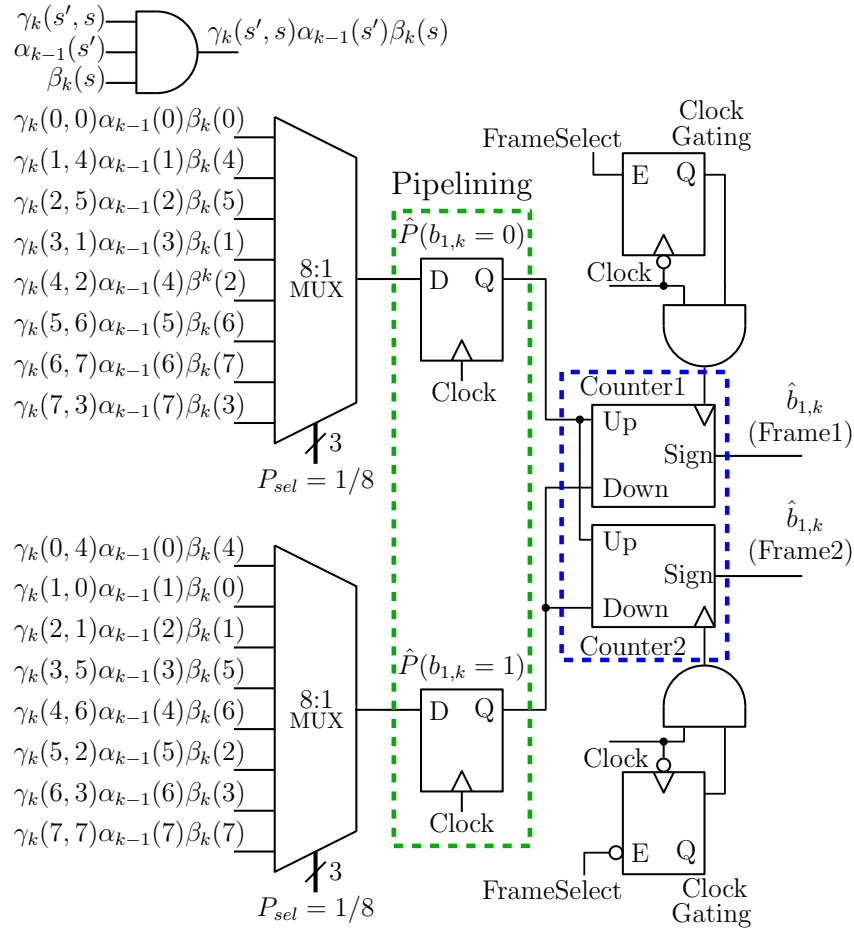 γₖ(s′, s)
αₖ₋₁(s′)
βₖ(s)
γₖ(s′, s)αₖ₋₁(s′)βₖ(s)
γₖ(0, 0)αₖ₋₁(0)βₖ(0)
γₖ(1, 4)αₖ₋₁(1)βₖ(4)
γₖ(2, 5)αₖ₋₁(2)βₖ(5)
γₖ(3, 1)αₖ₋₁(3)βₖ(1)
γₖ(4, 2)αₖ₋₁(4)βᵏ(2)
γₖ(5, 6)αₖ₋₁(5)βₖ(6)
γₖ(6, 7)αₖ₋₁(6)βₖ(7)
γₖ(7, 3)αₖ₋₁(7)βₖ(3)
8:1
MUX
3
P_{sel} = 1/8
Pipelining
P̂(b_{1,k} = 0)
D Q
Clock
Clock
Gating
FrameSelect
E Q
Clock
Counter1
Up
Sign
Down
b̂_{1,k}
(Frame1)
Up
Sign
Down
Counter2
b̂_{1,k}
(Frame2)
γₖ(0, 4)αₖ₋₁(0)βₖ(4)
γₖ(1, 0)αₖ₋₁(1)βₖ(0)
γₖ(2, 1)αₖ₋₁(2)βₖ(1)
γₖ(3, 5)αₖ₋₁(3)βₖ(5)
γₖ(4, 6)αₖ₋₁(4)βₖ(6)
γₖ(5, 2)αₖ₋₁(5)βₖ(2)
γₖ(6, 3)αₖ₋₁(6)βₖ(3)
γₖ(7, 7)αₖ₋₁(7)βₖ(7)
8:1
MUX
3
P_{sel} = 1/8
P̂(b_{1,k} = 1)
D Q
Clock
Clock
E Q
FrameSelect
Clock
Gating